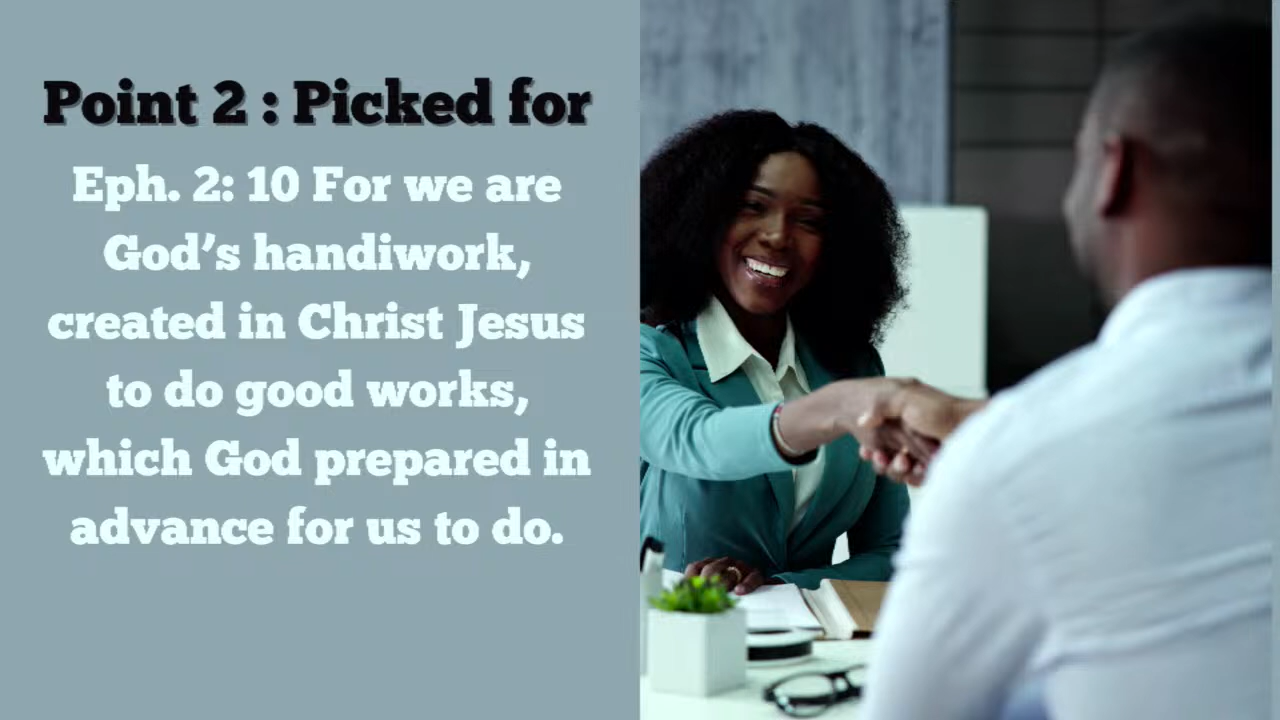 Point 2 : Picked for
Eph. 2: 10 For we are
God’s handiwork,
created in Christ Jesus
to do good works,
which God prepared in
advance for us to do.